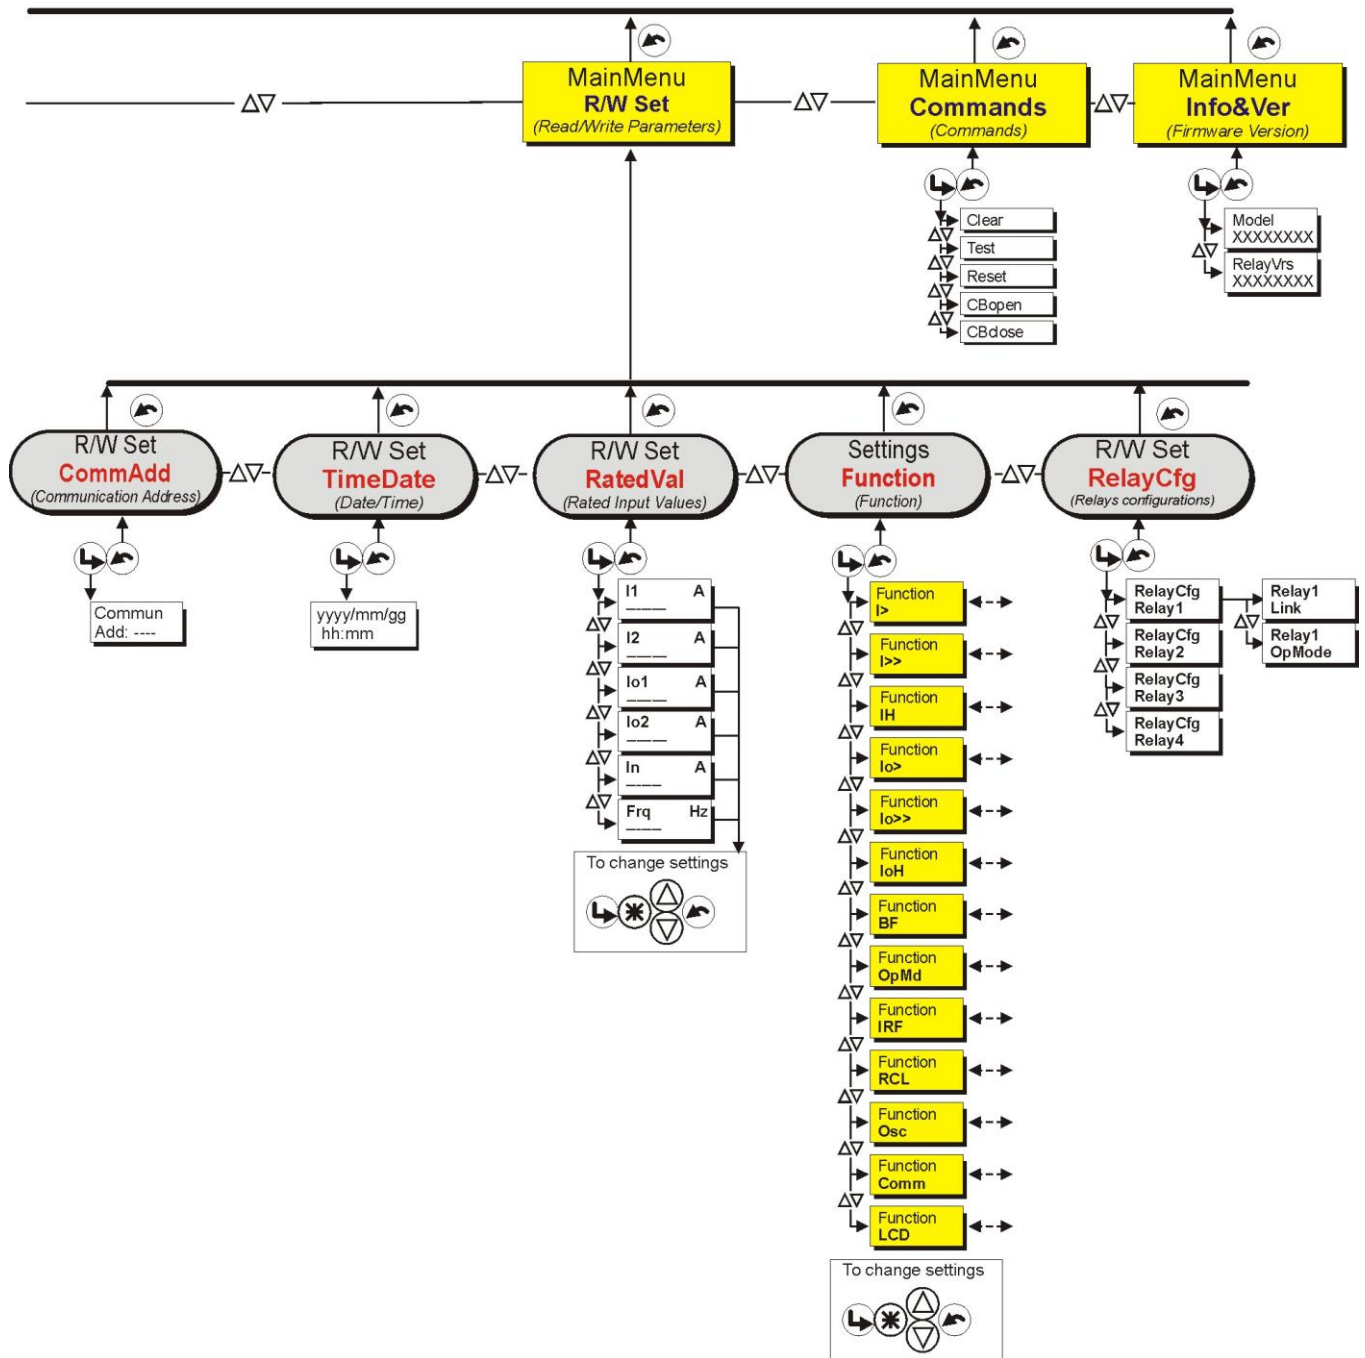 MainMenu
R/W Set
(Read/Write Parameters)
MainMenu
Commands
(Commands)
MainMenu
Info&Ver
(Firmware Version)
Clear
Test
Reset
CBopen
CBclose
Model
XXXXXXXX
RelayVrs
XXXXXXXX
R/W Set
CommAdd
(Communication Address)
R/W Set
TimeDate
(Date/Time)
R/W Set
RatedVal
(Rated Input Values)
Settings
Function
(Function)
R/W Set
RelayCfg
(Relays configurations)
Commun
Add: ----
yyyy/mm/gg
hh:mm
I1 A
-----
I2 A
-----
Io1 A
-----
Io2 A
-----
In A
-----
Frq Hz
-----
To change settings
Function
I>
Function
I>>
Function
IH
Function
Io>
Function
Io>>
Function
IoH
Function
BF
Function
OpMd
Function
IRF
Function
RCL
Function
Osc
Function
Comm
Function
LCD
To change settings
RelayCfg
Relay1
RelayCfg
Relay2
RelayCfg
Relay3
RelayCfg
Relay4
Relay1
Link
Relay1
OpMode